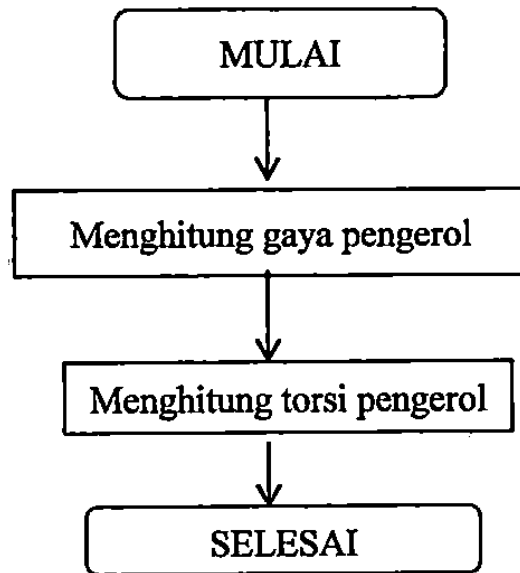 MULAI
Menghitung gaya pengerol
Menghitung torsi pengerol
SELESAI